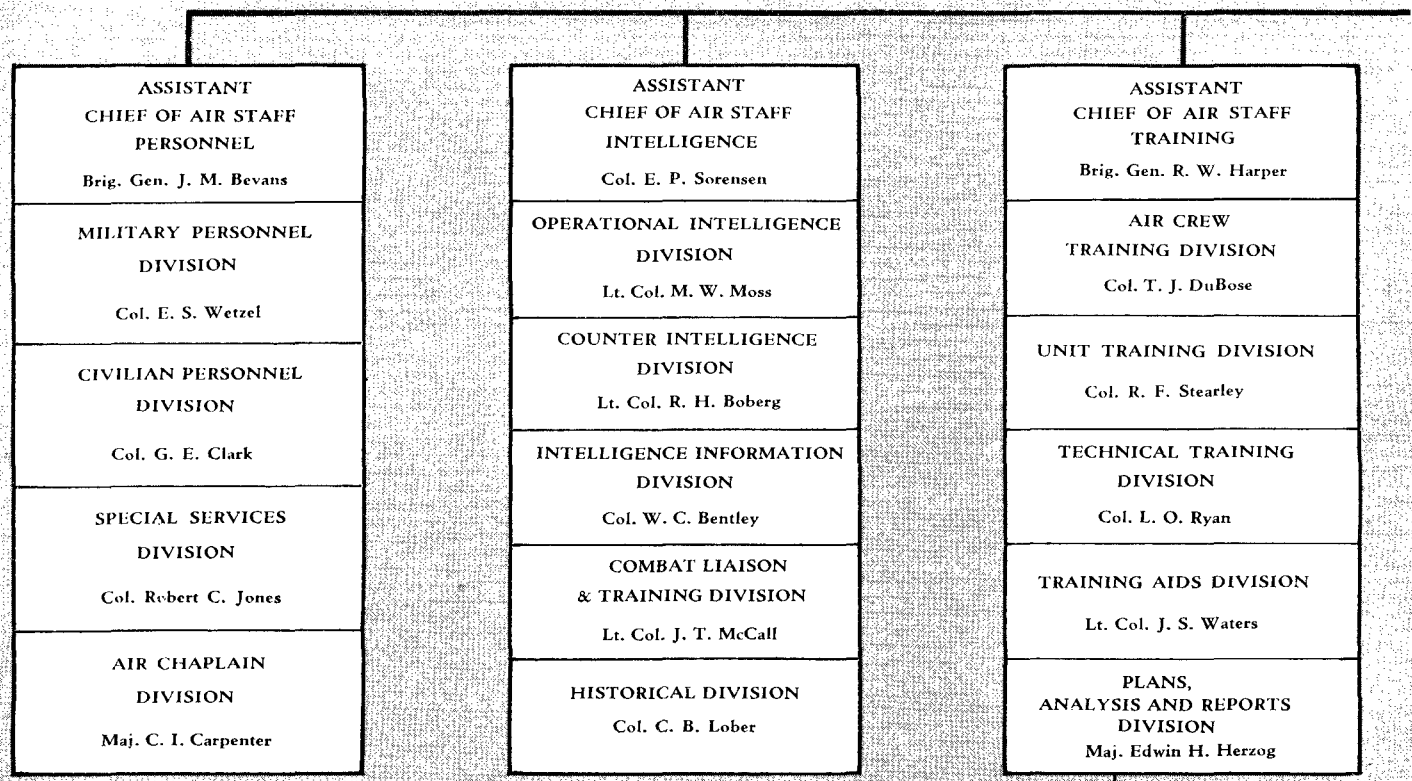 ASSISTANT
CHIEF OF AIR STAFF
PERSONNEL
Brig. Gen. J. M. Bevans
MILITARY PERSONNEL
DIVISION
Col. E. S. Wetzel
CIVILIAN PERSONNEL
DIVISION
Col. G. E. Clark
SPECIAL SERVICES
DIVISION
Col. Robert C. Jones
AIR CHAPLAIN
DIVISION
Maj. C. I. Carpenter
ASSISTANT
CHIEF OF AIR STAFF
INTELLIGENCE
Col. E. P. Sorensen
OPERATIONAL INTELLIGENCE
DIVISION
Lt. Col. M. W. Moss
COUNTER INTELLIGENCE
DIVISION
Lt. Col. R. H. Boberg
INTELLIGENCE INFORMATION
DIVISION
Col. W. C. Bentley
COMBAT LIAISON
& TRAINING DIVISION
Lt. Col. J. T. McCall
HISTORICAL DIVISION
Col. C. B. Lober
ASSISTANT
CHIEF OF AIR STAFF
TRAINING
Brig. Gen. R. W. Harper
AIR CREW
TRAINING DIVISION
Col. T. J. DuBose
UNIT TRAINING DIVISION
Col. R. F. Stearley
TECHNICAL TRAINING
DIVISION
Col. L. O. Ryan
TRAINING AIDS DIVISION
Lt. Col. J. S. Waters
PLANS,
ANALYSIS AND REPORTS
DIVISION
Maj. Edwin H. Herzog